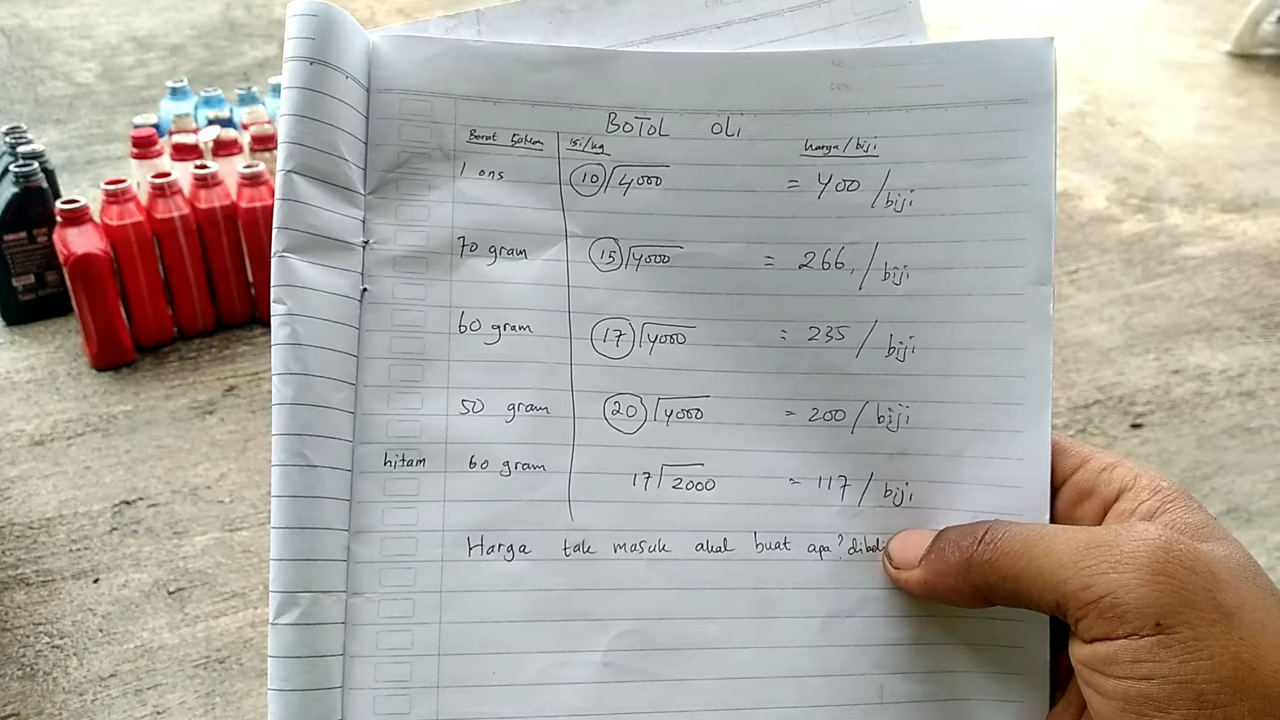 BOTOL OLI
Berat Isi/kg harga/biji
1 ons 10 4000 = 400 / biji
70 gram 15 4000 = 266, / biji
60 gram 17 4000 = 235 / biji
50 gram 20 4000 = 200 / biji
hitam 60 gram 17 2000 = 117 / biji
Harga tak masuk akal buat apa? dibeli